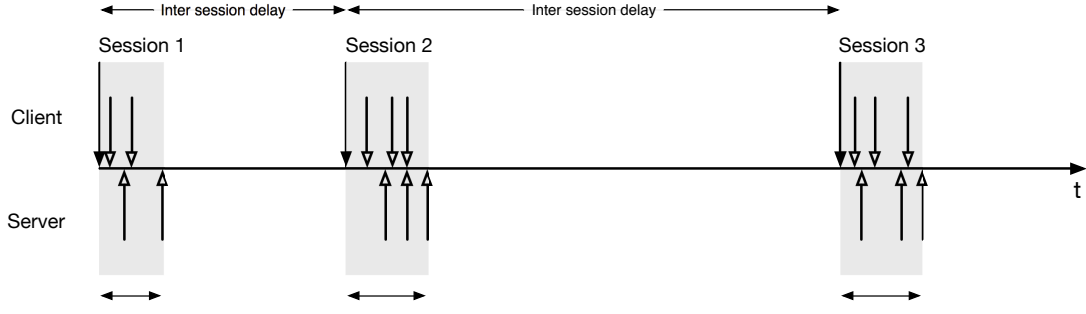 Inter session delay
Inter session delay
Session 1
Session 2
Session 3
Client
t
Server